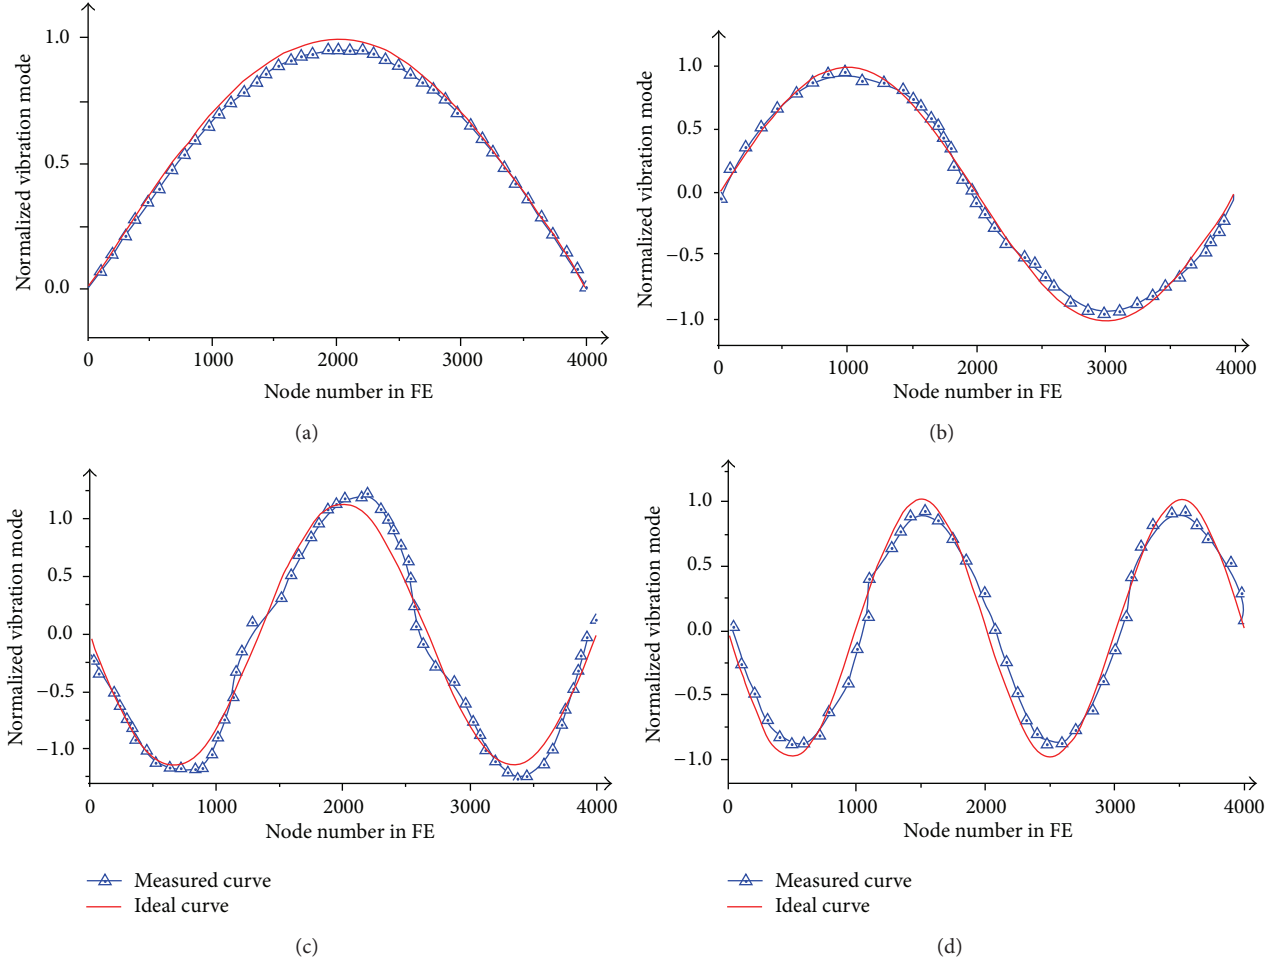 Normalized vibration mode
1.0
0.5
0.0
0 1000 2000 3000 4000
Node number in FE
(a)
Normalized vibration mode
1.0
0.5
0.0
−0.5
−1.0
0 1000 2000 3000 4000
Node number in FE
(b)
Normalized vibration mode
1.0
0.5
0.0
−0.5
−1.0
0 1000 2000 3000 4000
Node number in FE
Measured curve
Ideal curve
(c)
Normalized vibration mode
1.0
0.5
0.0
−0.5
−1.0
0 1000 2000 3000 4000
Node number in FE
Measured curve
Ideal curve
(d)